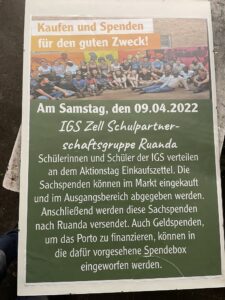 Kaufen und Spenden
für den guten Zweck!
Am Samstag, den 09.04.2022
IGS Zell Schulpartner-
schaftsgruppe Ruanda
Schülerinnen und Schüler der IGS verteilen
an dem Aktionstag Einkaufszettel. Die
Sachspenden können im Markt eingekauft
und im Ausgangsbereich abgegeben werden.
Anschließend werden diese Sachspenden
nach Ruanda versendet. Auch Geldspenden,
um das Porto zu finanzieren, können in
die dafür vorgesehene Spendebox
eingeworfen werden.